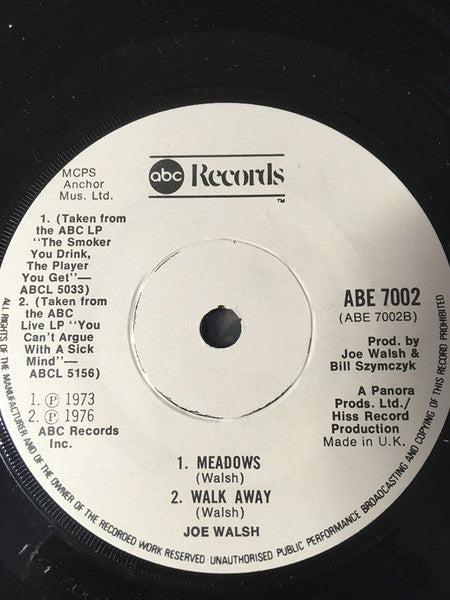 abc Records
TM
MCPS
Anchor
Mus. Ltd.
1. (Taken from
the ABC LP
"The Smoker
You Drink,
The Player
You Get"—
ABCL 5033)
2. (Taken from
the ABC
Live LP "You
Can't Argue
With A Sick
Mind"—
ABCL 5156)
1. Ⓟ 1973
2. Ⓟ 1976
ABC Records
Inc.
ABE 7002
(ABE 7002B)
Prod. by
Joe Walsh &
Bill Szymczyk
A Panora
Prods. Ltd./
Hiss Record
Production
Made in U.K.
1. MEADOWS
(Walsh)
2. WALK AWAY
(Walsh)
JOE WALSH
ALL RIGHTS OF THE MANUFACTURER AND OF THE OWNER OF THE RECORDED WORK RESERVED UNAUTHORISED PUBLIC PERFORMANCE BROADCASTING AND COPYING OF THIS RECORD PROHIBITED